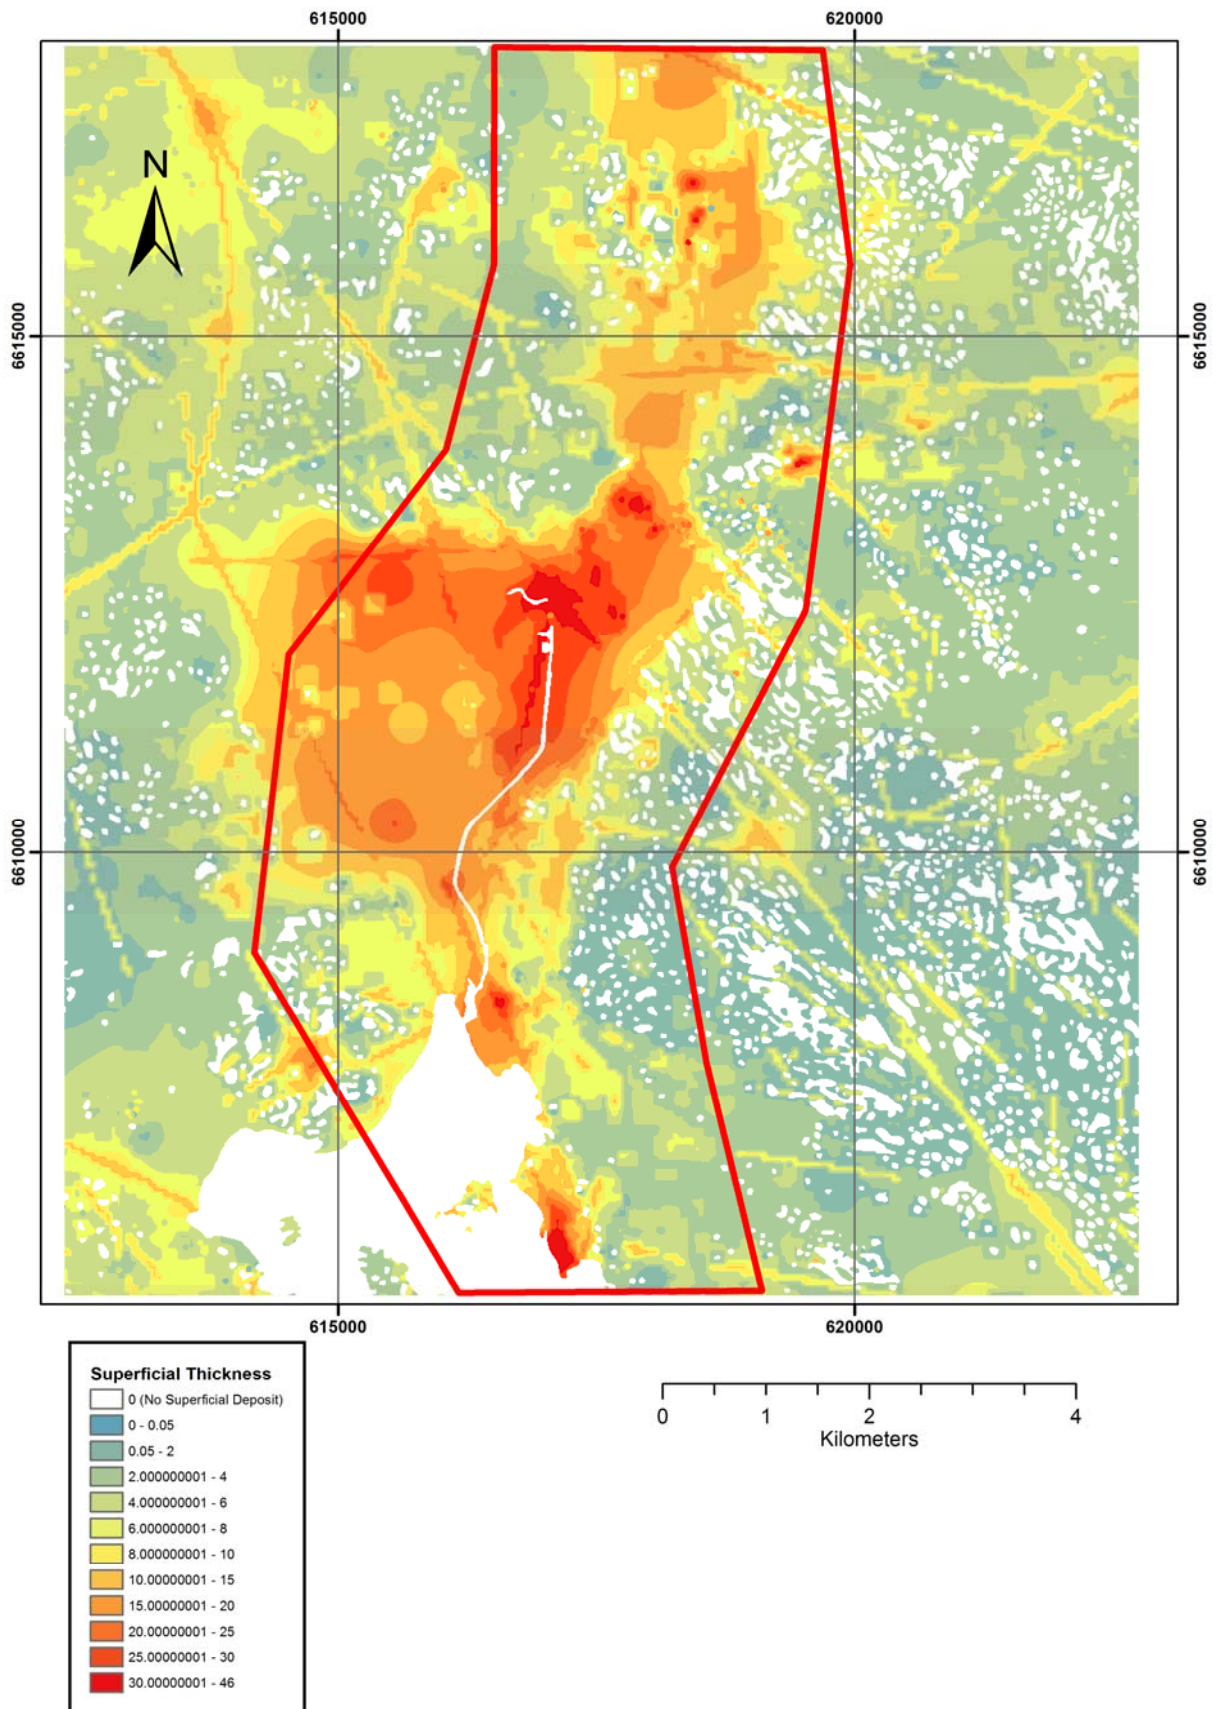 615000 620000
N
6615000 6615000
6610000 6610000
615000 620000
Superficial Thickness
0 (No Superficial Deposit)
0 - 0.05
0.05 - 2
2.000000001 - 4
4.000000001 - 6
6.000000001 - 8
8.000000001 - 10
10.00000001 - 15
15.00000001 - 20
20.00000001 - 25
25.00000001 - 30
30.00000001 - 46
0 1 2 4
Kilometers